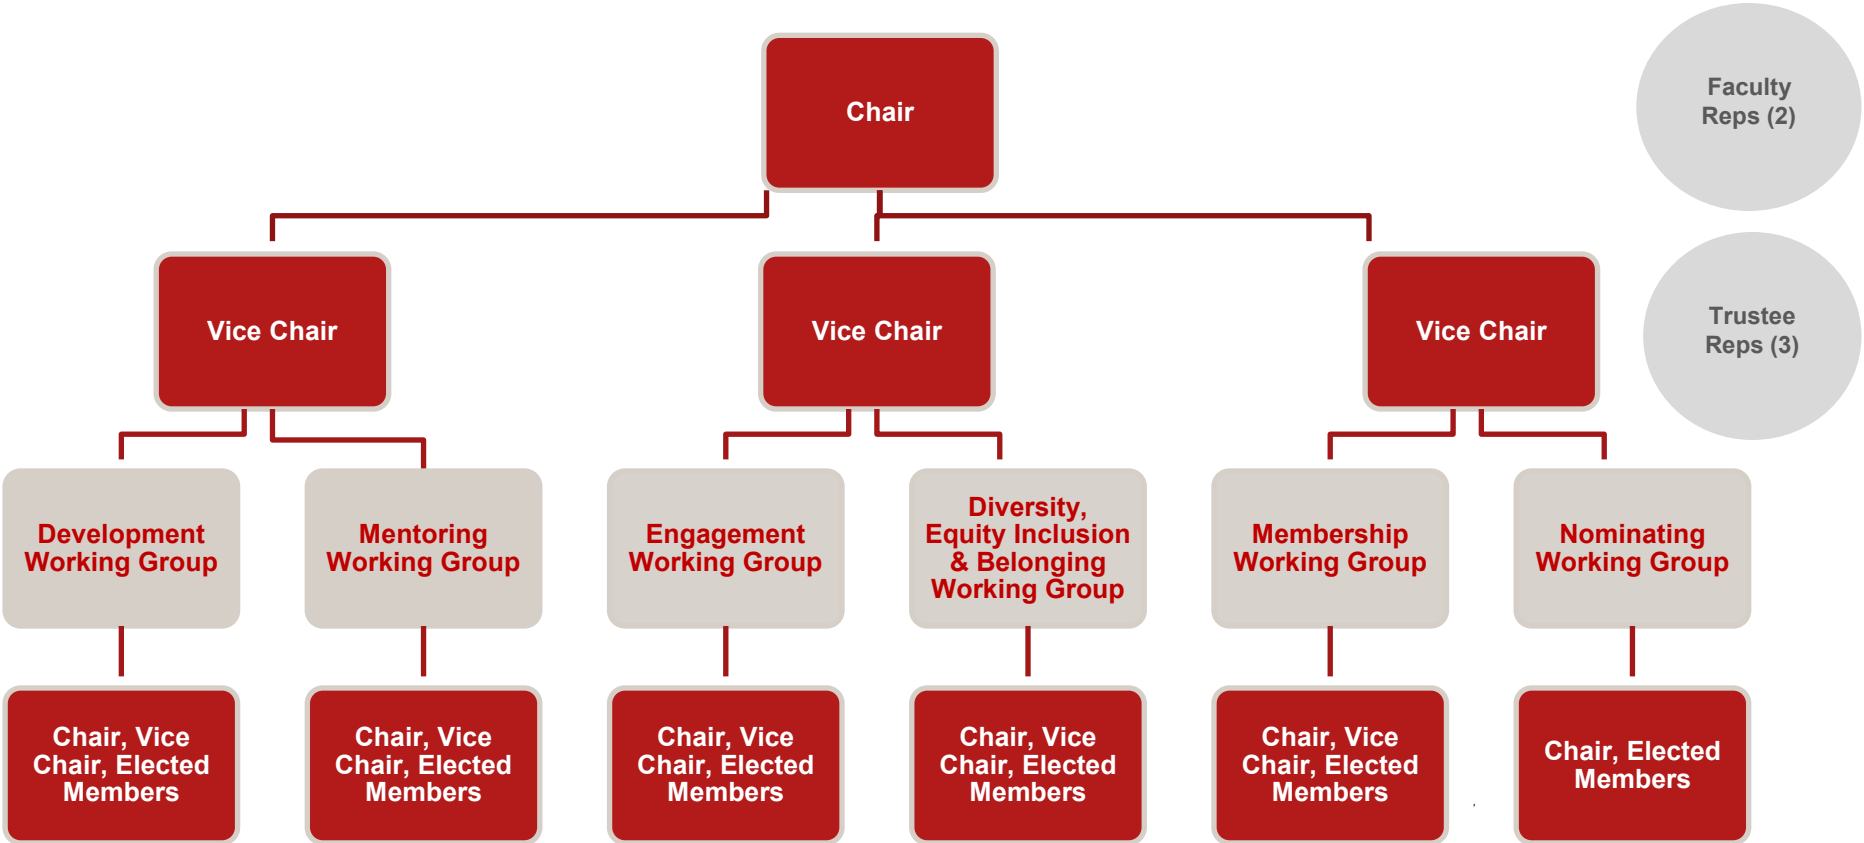 Chair
Faculty
Reps (2)
Vice Chair
Vice Chair
Vice Chair
Trustee
Reps (3)
Development
Working Group
Mentoring
Working Group
Engagement
Working Group
Diversity,
Equity Inclusion
& Belonging
Working Group
Membership
Working Group
Nominating
Working Group
Chair, Vice
Chair, Elected
Members
Chair, Vice
Chair, Elected
Members
Chair, Vice
Chair, Elected
Members
Chair, Vice
Chair, Elected
Members
Chair, Vice
Chair, Elected
Members
Chair, Elected
Members